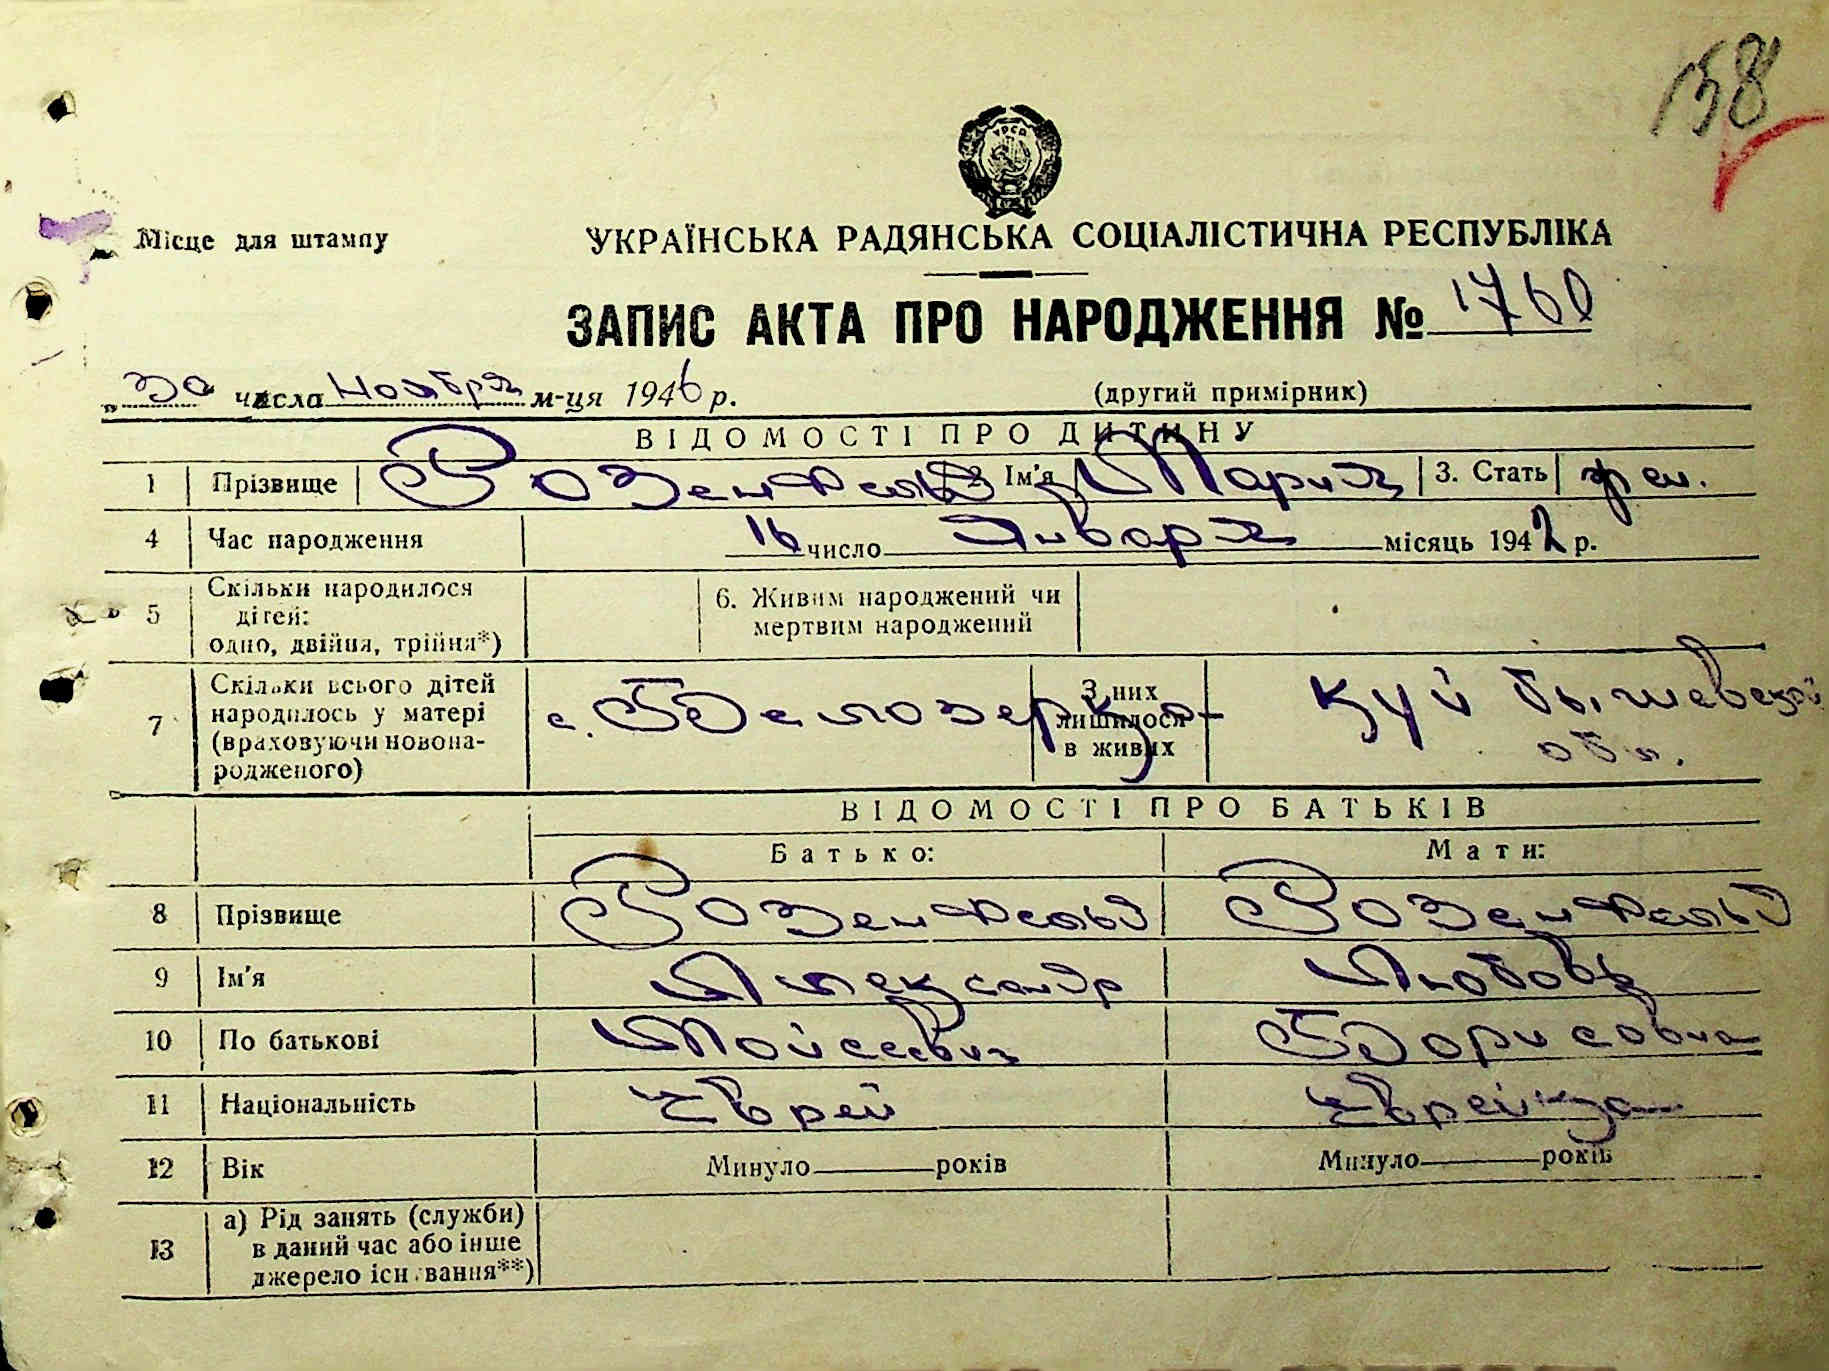 158
УРСР
Місце для штампу
УКРАЇНСЬКА РАДЯНСЬКА СОЦІАЛІСТИЧНА РЕСПУБЛІКА
ЗАПИС АКТА ПРО НАРОДЖЕННЯ № 1760
„30 числа ноября м-ця 1946 р. (другий примірник)
ВІДОМОСТІ ПРО ДИТИНУ
1 Прізвище Розенфельд 2 Ім'я Мария 3. Стать жен.
4 Час народження 16 число Января місяць 1942 р.
5 Скільки народилося дітей: одно, двійня, трійня*) 6. Живим народжений чи мертвим народжений
7 Скільки всього дітей народилось у матері (враховуючи новонародженого) с. Белозерка З них лишилося в живих Куйбышевской обл.
ВІДОМОСТІ ПРО БАТЬКІВ
Батько: Мати:
8 Прізвище Розенфельд Розенфельд
9 Ім'я Александр Любовь
10 По батькові Мойсеевич Борисовна
11 Національність Еврей Еврейка
12 Вік Минуло років Минуло років
13 а) Рід занять (служби) в даний час або інше джерело існування**)